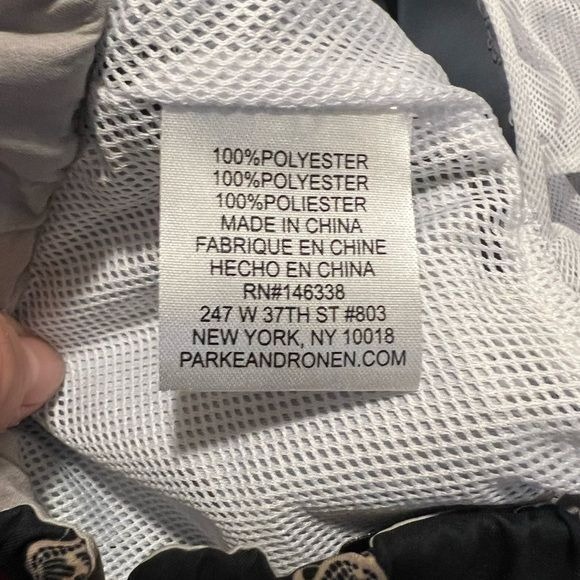 100%POLYESTER
100%POLYESTER
100%POLIESTER
MADE IN CHINA
FABRIQUE EN CHINE
HECHO EN CHINA
RN#146338
247 W 37TH ST #803
NEW YORK, NY 10018
PARKEANDRONEN.COM